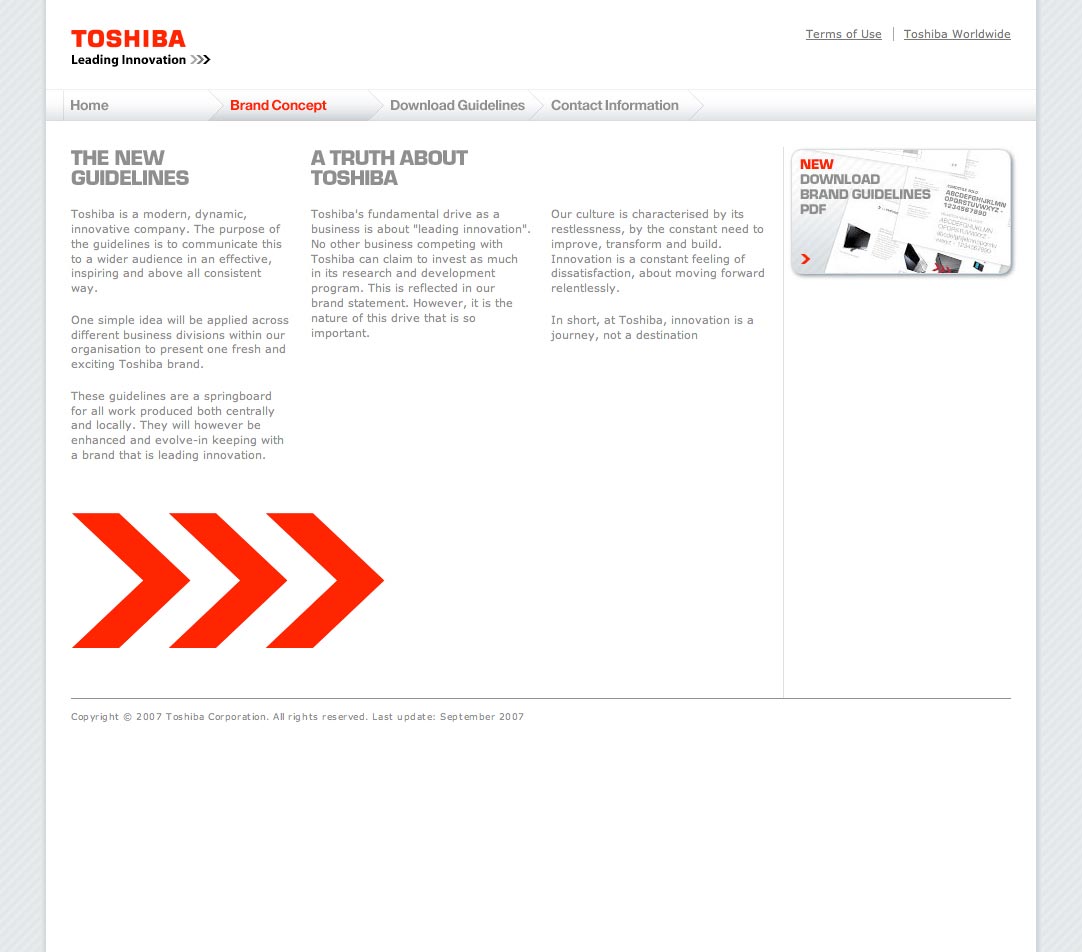 TOSHIBA
Leading Innovation
Terms of Use
Toshiba Worldwide
Home
Brand Concept
Download Guidelines
Contact Information
THE NEW
GUIDELINES
Toshiba is a modern, dynamic,
innovative company. The purpose of
the guidelines is to communicate this
to a wider audience in an effective,
inspiring and above all consistent
way.
One simple idea will be applied across
different business divisions within our
organisation to present one fresh and
exciting Toshiba brand.
These guidelines are a springboard
for all work produced both centrally
and locally. They will however be
enhanced and evolve-in keeping with
a brand that is leading innovation.
A TRUTH ABOUT
TOSHIBA
Toshiba's fundamental drive as a
business is about "leading innovation".
No other business competing with
Toshiba can claim to invest as much
in its research and development
program. This is reflected in our
brand statement. However, it is the
nature of this drive that is so
important.
Our culture is characterised by its
restlessness, by the constant need to
improve, transform and build.
Innovation is a constant feeling of
dissatisfaction, about moving forward
relentlessly.
In short, at Toshiba, innovation is a
journey, not a destination
NEW
DOWNLOAD
BRAND GUIDELINES
PDF
ABCDEFGHIJKLMN
OPQRSTUVWXYZ -
1234567890
Copyright © 2007 Toshiba Corporation. All rights reserved. Last update: September 2007